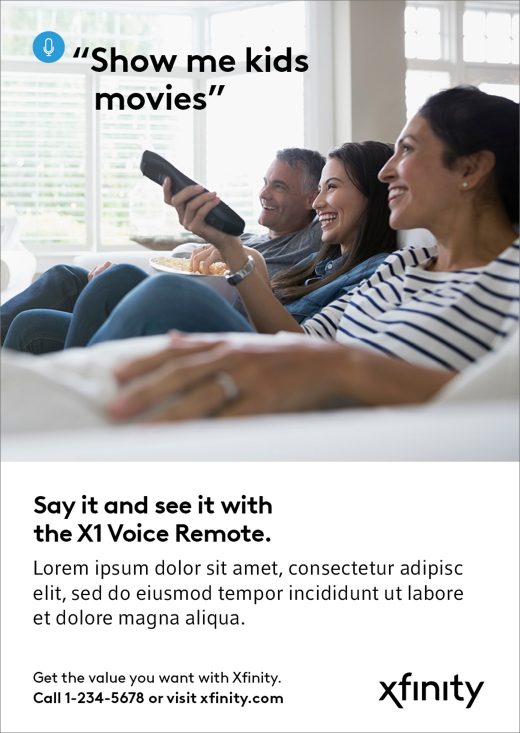 “Show me kids
movies”
Say it and see it with
the X1 Voice Remote.
Lorem ipsum dolor sit amet, consectetur adipisc
elit, sed do eiusmod tempor incididunt ut labore
et dolore magna aliqua.
Get the value you want with Xfinity.
Call 1-234-5678 or visit xfinity.com
xfinity